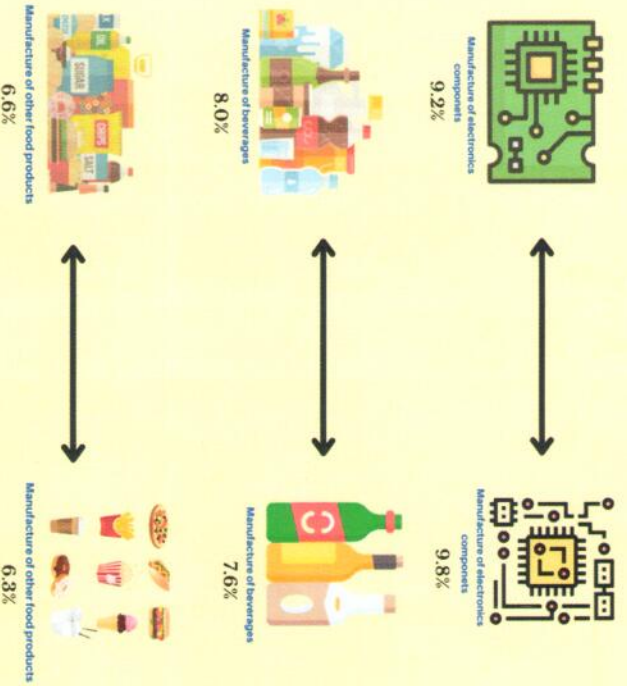 Manufacture of electronics
componets
9.2%
Manufacture of electronics
componets
9.8%
Manufacture of beverages
8.0%
Manufacture of beverages
7.6%
OIL
SUGAR
CHIPS
SALT
Manufacture of other food products
6.6%
Manufacture of other food products
6.3%